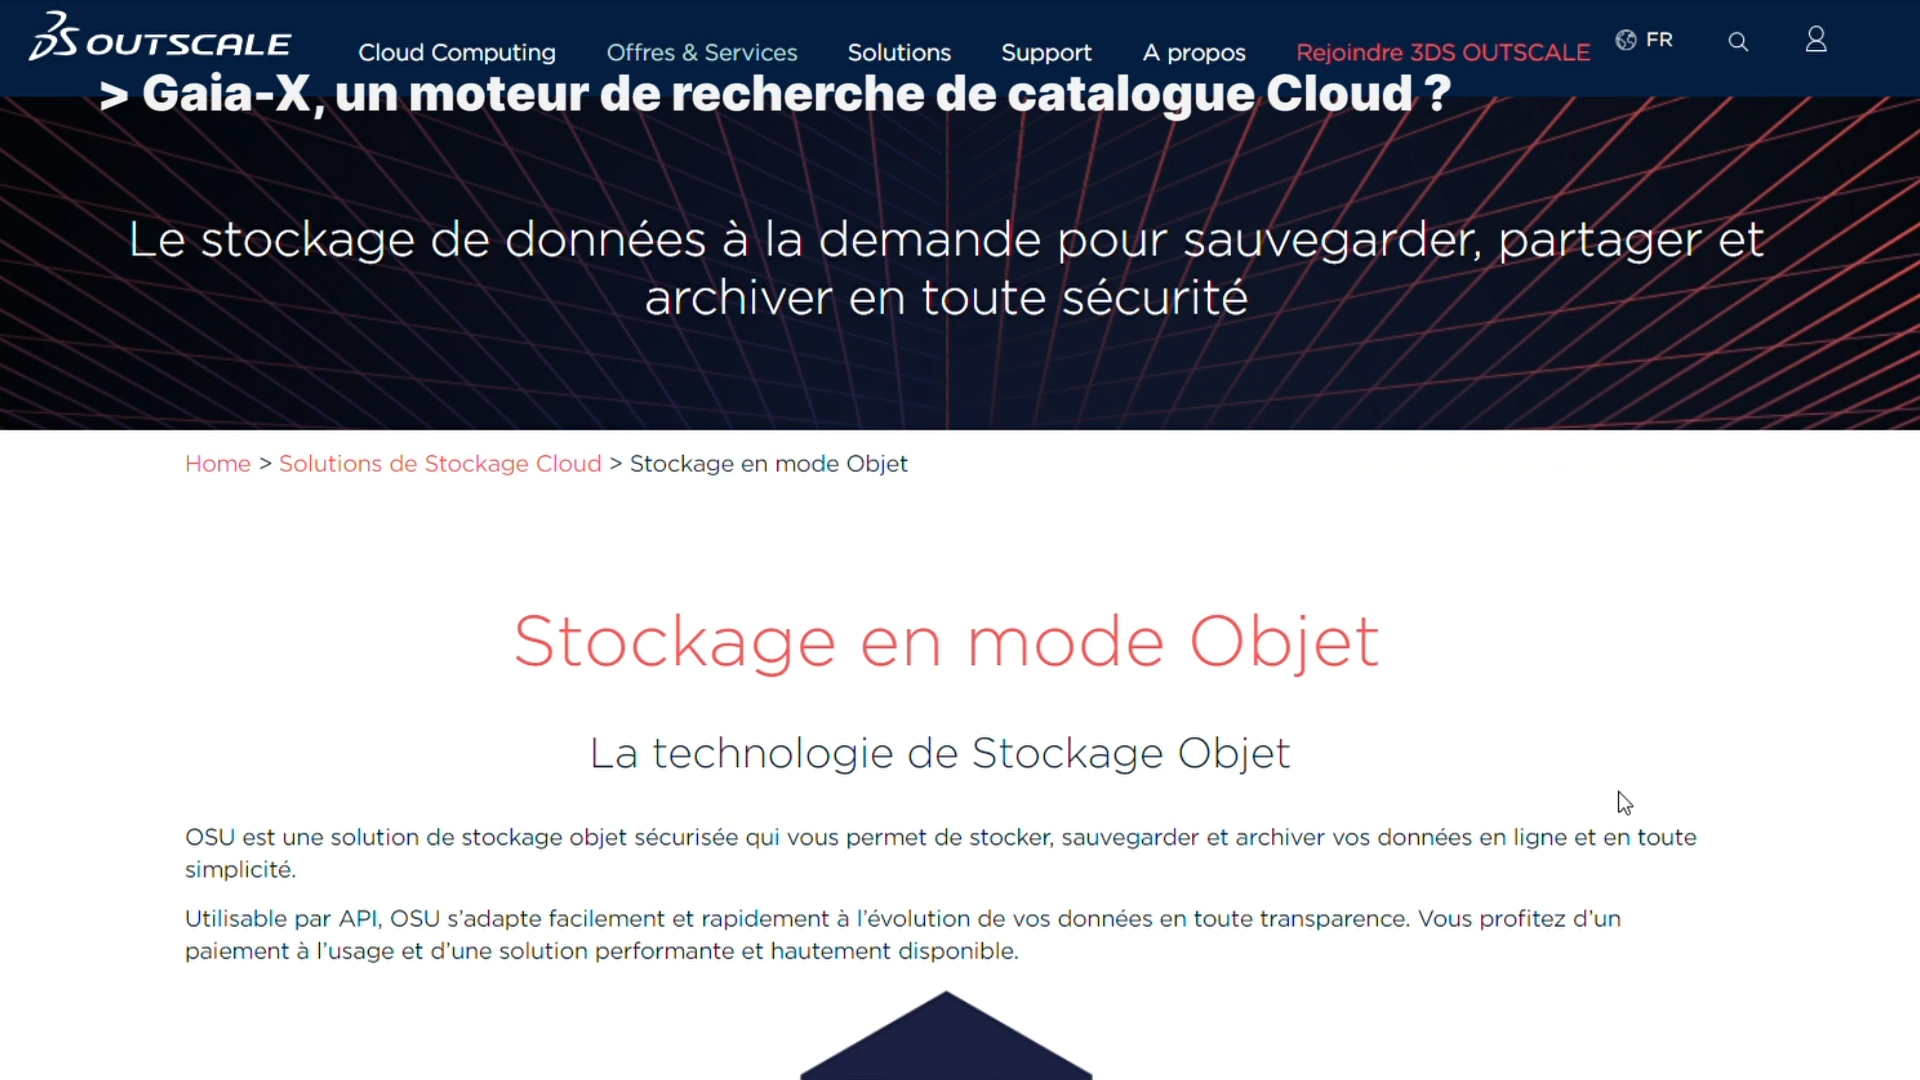 3DS OUTSCALE
Cloud Computing Offres & Services Solutions Support A propos Rejoindre 3DS OUTSCALE FR
> Gaia-X, un moteur de recherche de catalogue Cloud ?
Le stockage de données à la demande pour sauvegarder, partager et
archiver en toute sécurité
Home > Solutions de Stockage Cloud > Stockage en mode Objet
Stockage en mode Objet
La technologie de Stockage Objet
OSU est une solution de stockage objet sécurisée qui vous permet de stocker, sauvegarder et archiver vos données en ligne et en toute
simplicité.
Utilisable par API, OSU s’adapte facilement et rapidement à l’évolution de vos données en toute transparence. Vous profitez d’un
paiement à l’usage et d’une solution performante et hautement disponible.